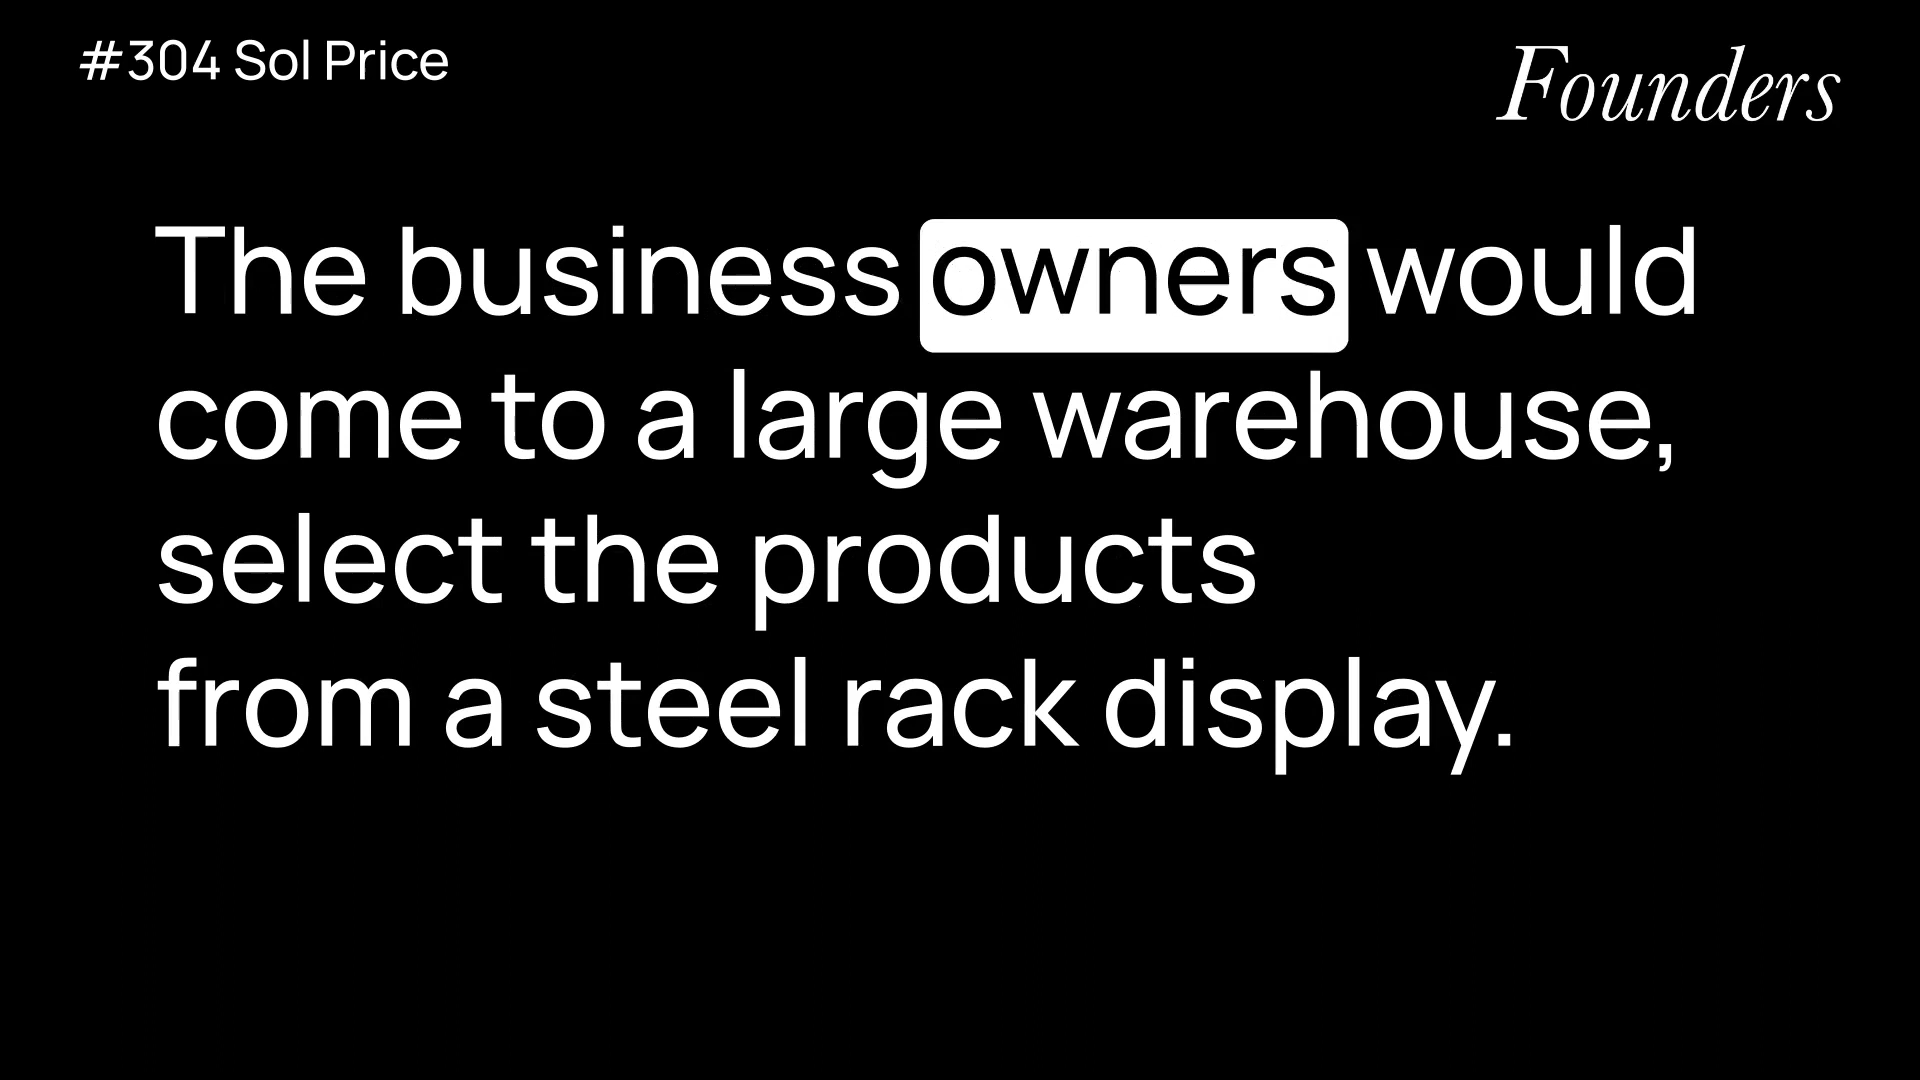 #304 Sol Price
Founders
The business owners would
come to a large warehouse,
select the products
from a steel rack display.